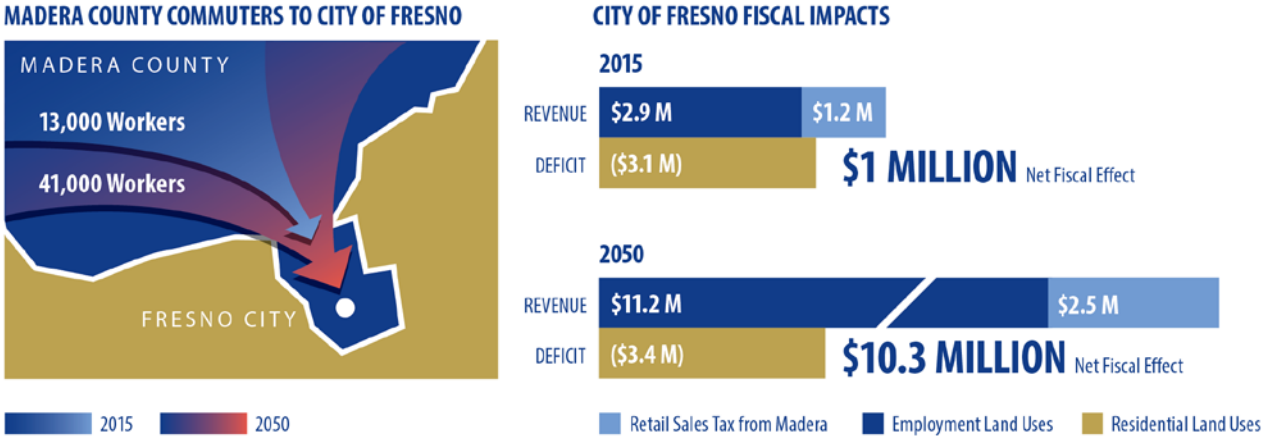 MADERA COUNTY COMMUTERS TO CITY OF FRESNO
MADERA COUNTY
13,000 Workers
41,000 Workers
FRESNO CITY
2015
2050
CITY OF FRESNO FISCAL IMPACTS
2015
REVENUE $2.9 M $1.2 M
DEFICIT ($3.1 M) $1 MILLION Net Fiscal Effect
2050
REVENUE $11.2 M $2.5 M
DEFICIT ($3.4 M) $10.3 MILLION Net Fiscal Effect
Retail Sales Tax from Madera Employment Land Uses Residential Land Uses